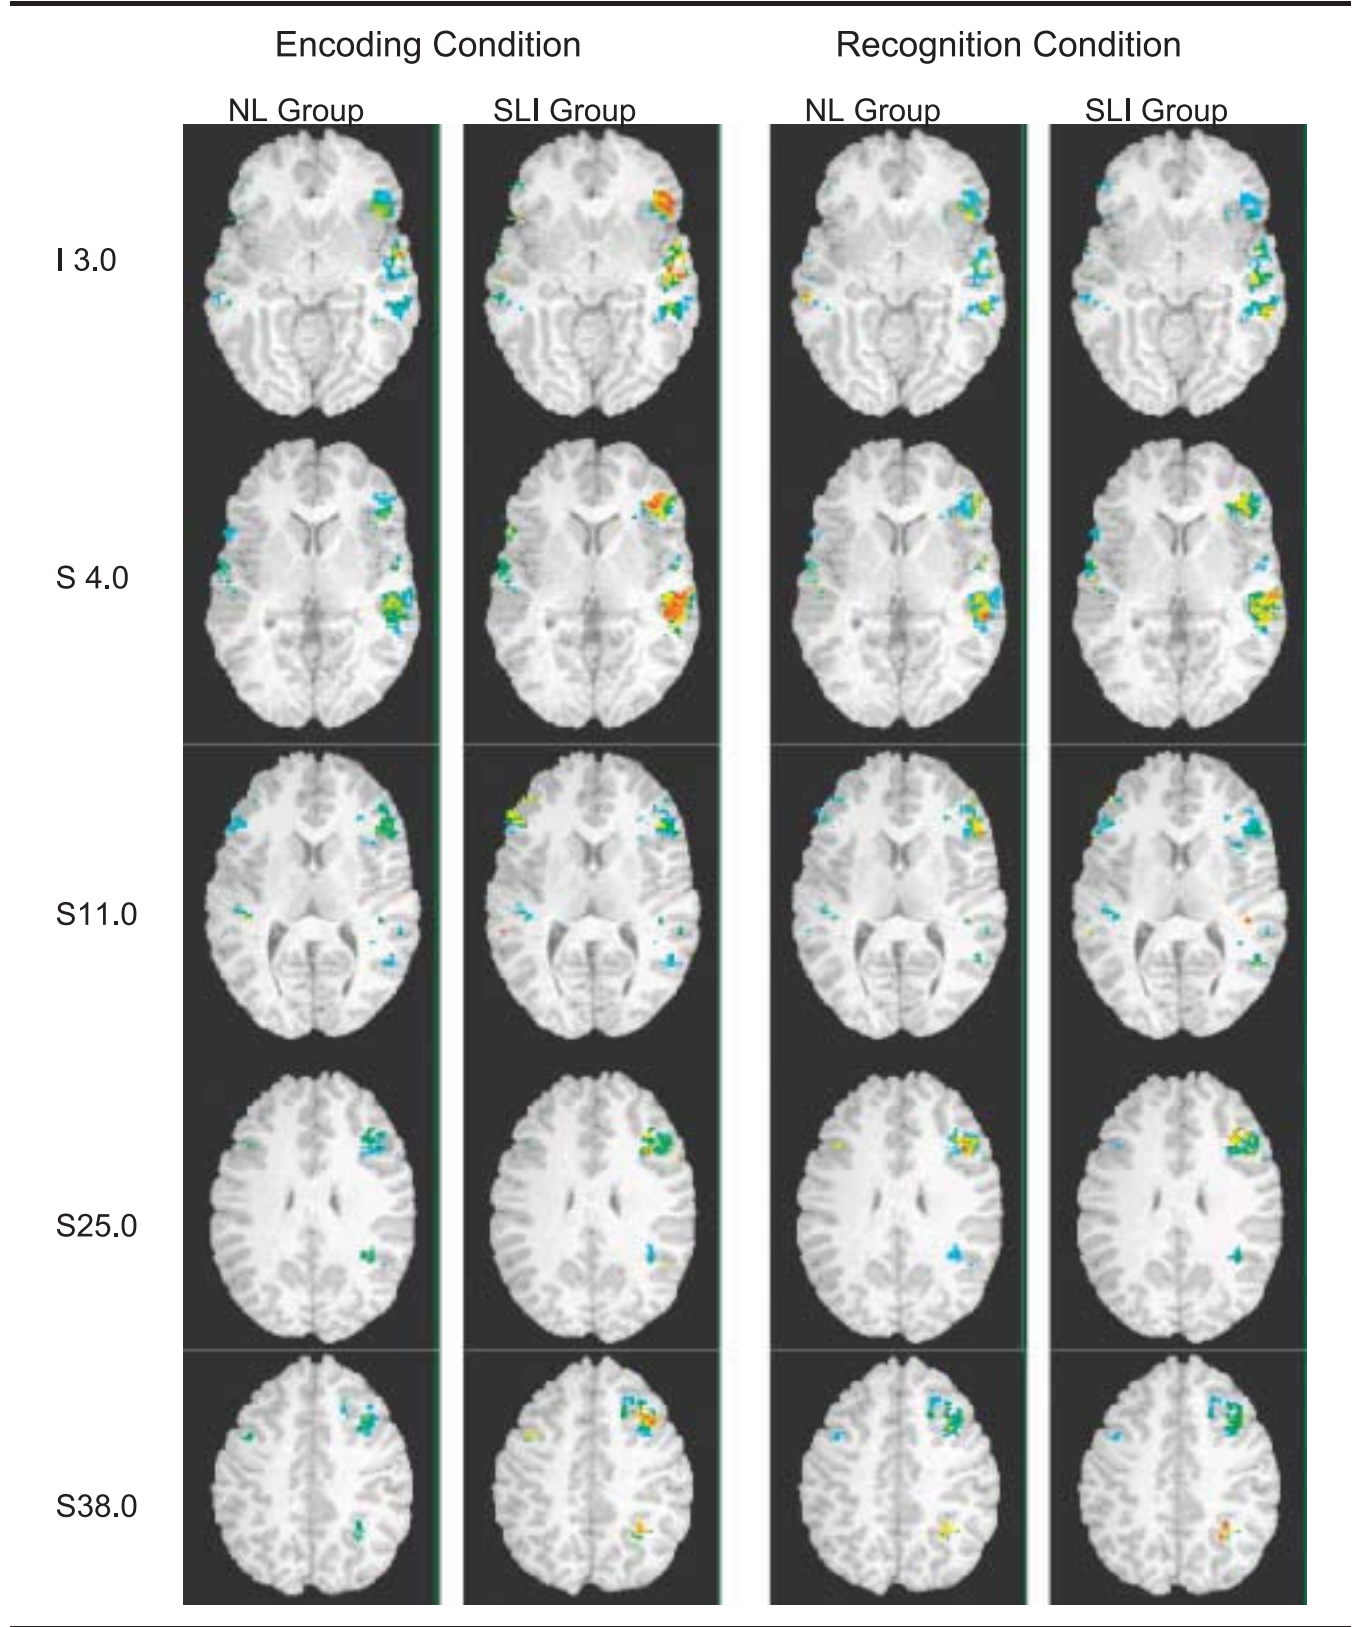 Encoding Condition Recognition Condition
NL Group SLI Group NL Group SLI Group
I 3.0
S 4.0
S11.0
S25.0
S38.0